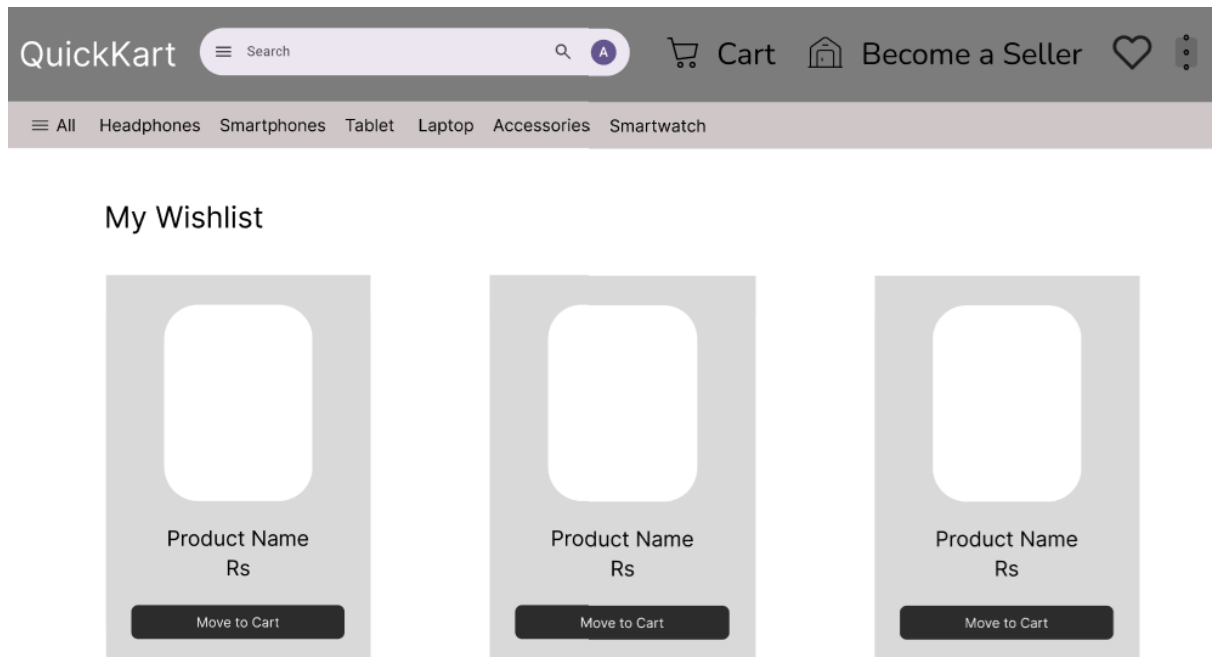 QuickKart Search A Cart Become a Seller
All Headphones Smartphones Tablet Laptop Accessories Smartwatch
My Wishlist
Product Name Product Name Product Name
Rs Rs Rs
Move to Cart Move to Cart Move to Cart